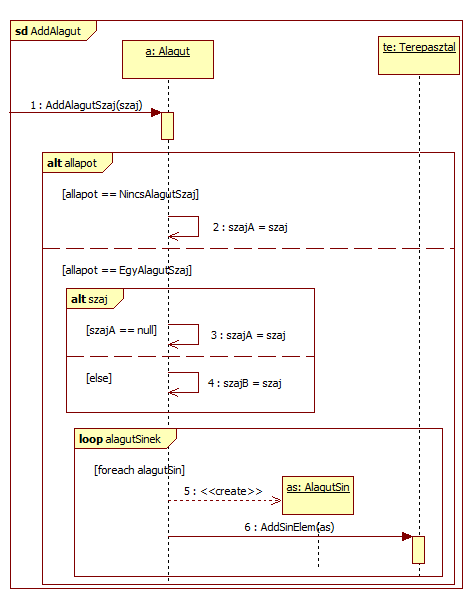 sd AddAlagut
a: Alagut
te: Terepasztal
1 : AddAlagutSzaj(szaj)
alt allapot
[allapot == NincsAlagutSzaj]
2 : szajA = szaj
[allapot == EgyAlagutSzaj]
alt szaj
[szajA == null]
3 : szajA = szaj
[else]
4 : szajB = szaj
loop alagutSinek
[foreach alagutSin]
5 : <<create>>
as: AlagutSin
6 : AddSinElem(as)